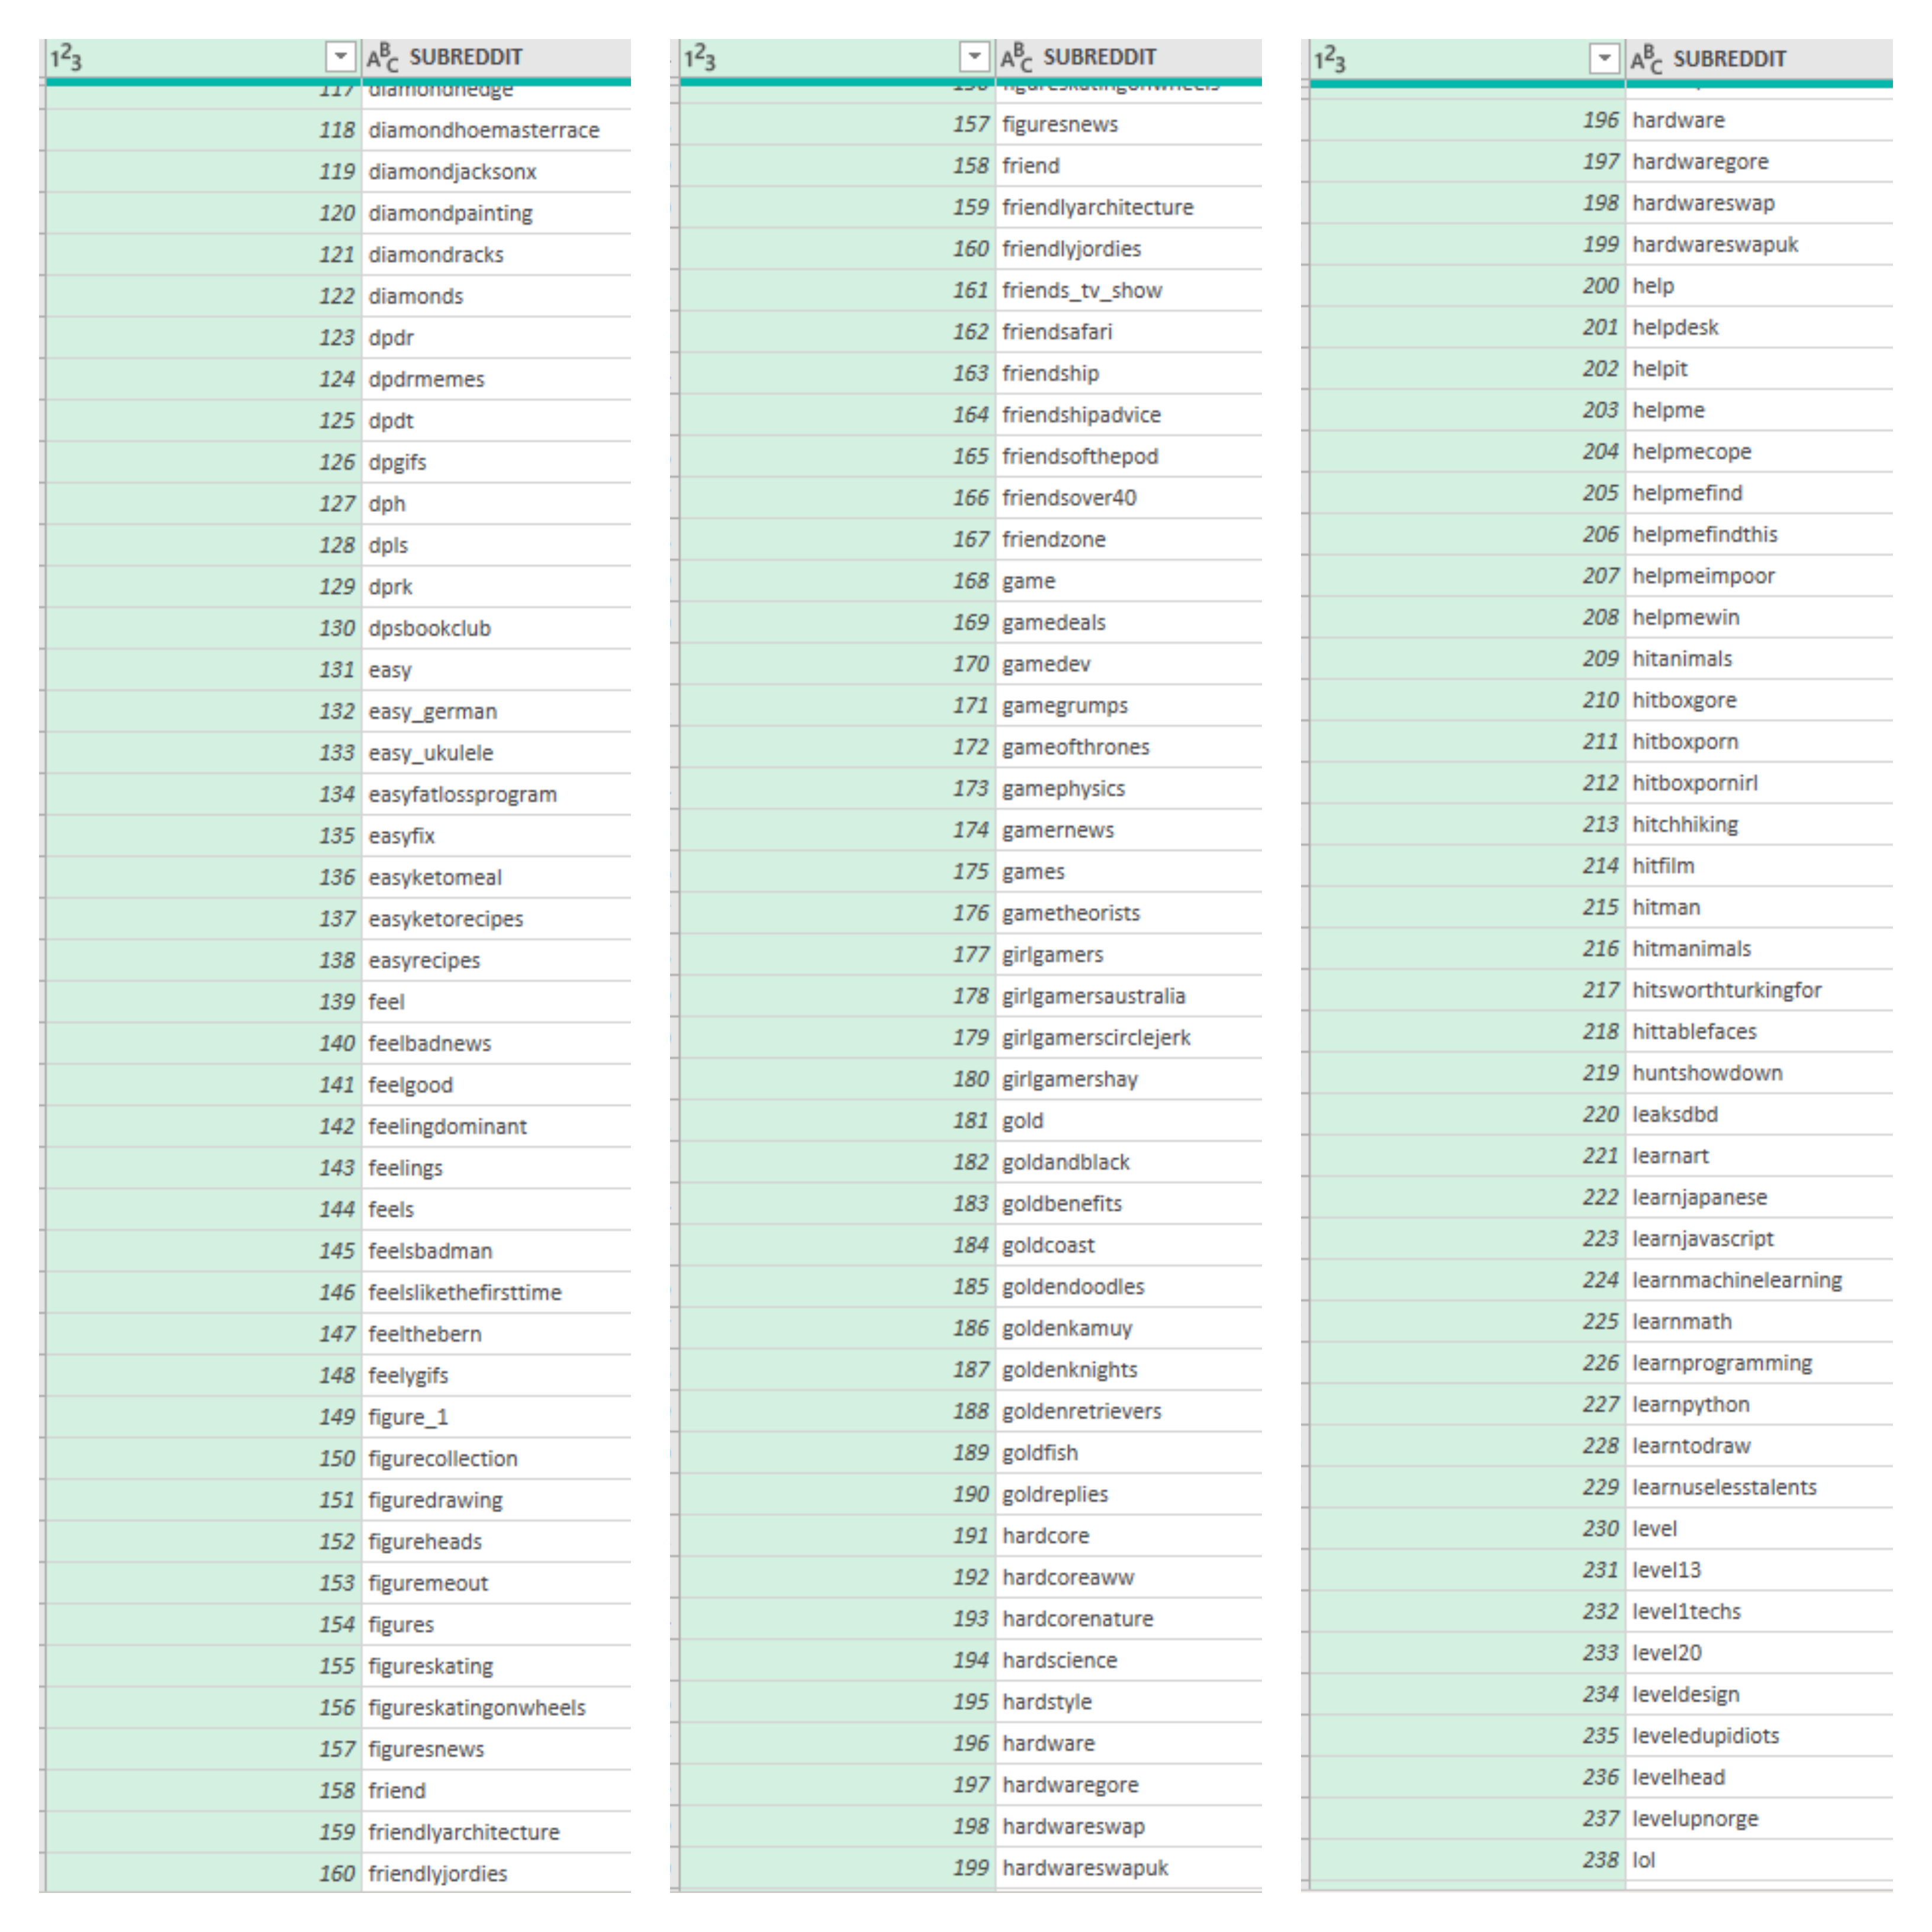 123 ABC SUBREDDIT
117 diamondhedge
118 diamondhoemasterrace
119 diamondjacksonx
120 diamondpainting
121 diamondracks
122 diamonds
123 dpdr
124 dpdrmemes
125 dpdt
126 dpgifs
127 dph
128 dpls
129 dprk
130 dpsbookclub
131 easy
132 easy_german
133 easy_ukulele
134 easyfatlossprogram
135 easyfix
136 easyketomeal
137 easyketorecipes
138 easyrecipes
139 feel
140 feelbadnews
141 feelgood
142 feelingdominant
143 feelings
144 feels
145 feelsbadman
146 feelslikethefirsttime
147 feelthebern
148 feelygifs
149 figure_1
150 figurecollection
151 figuredrawing
152 figureheads
153 figuremeout
154 figures
155 figureskating
156 figureskatingonwheels
157 figuresnews
158 friend
159 friendlyarchitecture
160 friendlyjordies
123 ABC SUBREDDIT
156 figureskatingonwheels
157 figuresnews
158 friend
159 friendlyarchitecture
160 friendlyjordies
161 friends_tv_show
162 friendsafari
163 friendship
164 friendshipadvice
165 friendsofthepod
166 friendsover40
167 friendzone
168 game
169 gamedeals
170 gamedev
171 gamegrumps
172 gameofthrones
173 gamephysics
174 gamernews
175 games
176 gametheorists
177 girlgamers
178 girlgamersaustralia
179 girlgamerscirclejerk
180 girlgamershay
181 gold
182 goldandblack
183 goldbenefits
184 goldcoast
185 goldendoodles
186 goldenkamuy
187 goldenknights
188 goldenretrievers
189 goldfish
190 goldreplies
191 hardcore
192 hardcoreaww
193 hardcorenature
194 hardscience
195 hardstyle
196 hardware
197 hardwaregore
198 hardwareswap
199 hardwareswapuk
123 ABC SUBREDDIT
196 hardware
197 hardwaregore
198 hardwareswap
199 hardwareswapuk
200 help
201 helpdesk
202 helpit
203 helpme
204 helpmecope
205 helpmefind
206 helpmefindthis
207 helpmeimpoor
208 helpmewin
209 hitanimals
210 hitboxgore
211 hitboxporn
212 hitboxpornirl
213 hitchhiking
214 hitfilm
215 hitman
216 hitmanimals
217 hitsworthturkingfor
218 hittablefaces
219 huntshowdown
220 leaksdbd
221 learnart
222 learnjapanese
223 learnjavascript
224 learnmachinelearning
225 learnmath
226 learnprogramming
227 learnpython
228 learntodraw
229 learnuselesstalents
230 level
231 level13
232 level1techs
233 level20
234 leveldesign
235 leveledupidiots
236 levelhead
237 levelupnorge
238 lol